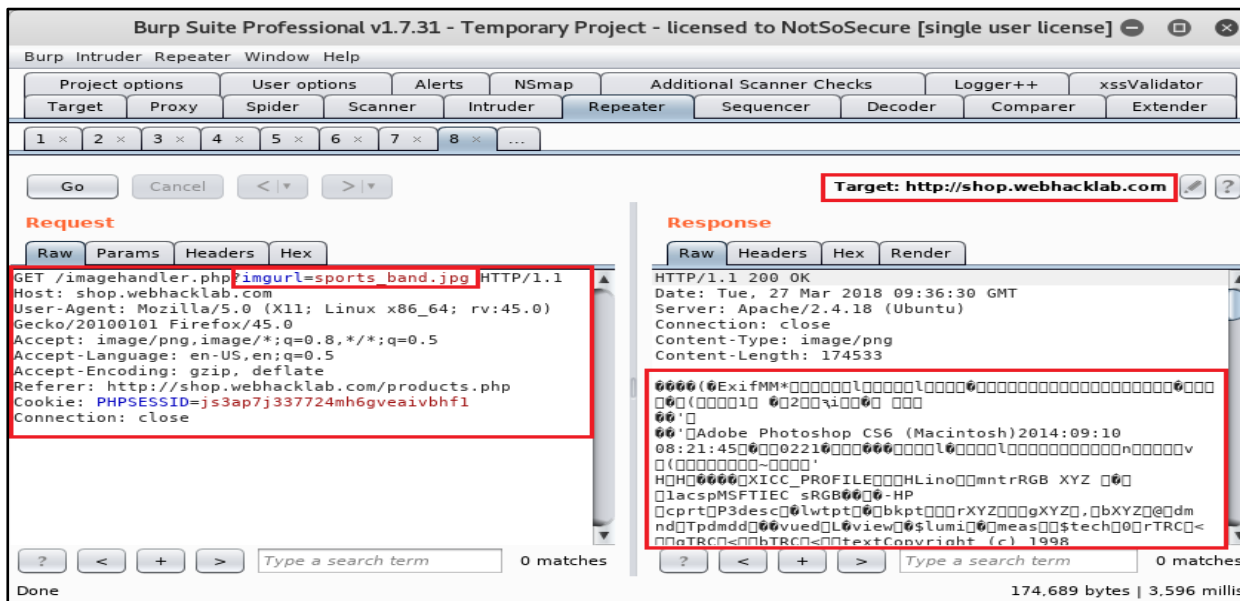 Burp Suite Professional v1.7.31 - Temporary Project - licensed to NotSoSecure [single user license]
Burp Intruder Repeater Window Help
Project options User options Alerts NSmap Additional Scanner Checks Logger++ xssValidator
Target Proxy Spider Scanner Intruder Repeater Sequencer Decoder Comparer Extender
1 × 2 × 3 × 4 × 5 × 6 × 7 × 8 × ...
Go Cancel < > Target: http://shop.webhacklab.com ?
Request
Raw Params Headers Hex
GET /imagehandler.php?imgurl=sports_band.jpg HTTP/1.1
Host: shop.webhacklab.com
User-Agent: Mozilla/5.0 (X11; Linux x86_64; rv:45.0)
Gecko/20100101 Firefox/45.0
Accept: image/png,image/*;q=0.8,*/*;q=0.5
Accept-Language: en-US,en;q=0.5
Accept-Encoding: gzip, deflate
Referer: http://shop.webhacklab.com/products.php
Cookie: PHPSESSID=js3ap7j337724mh6gveaivbhf1
Connection: close
? < + > Type a search term 0 matches
Done
Response
Raw Headers Hex Render
HTTP/1.1 200 OK
Date: Tue, 27 Mar 2018 09:36:30 GMT
Server: Apache/2.4.18 (Ubuntu)
Connection: close
Content-Type: image/png
Content-Length: 174533
Adobe Photoshop CS6 (Macintosh)2014:09:10
08:21:45
XICC_PROFILE HLino mntrRGB XYZ
1acspMSFTIEC sRGB -HP
textCopyright (c) 1998
? < + > Type a search term 0 matches
174,689 bytes | 3,596 millis